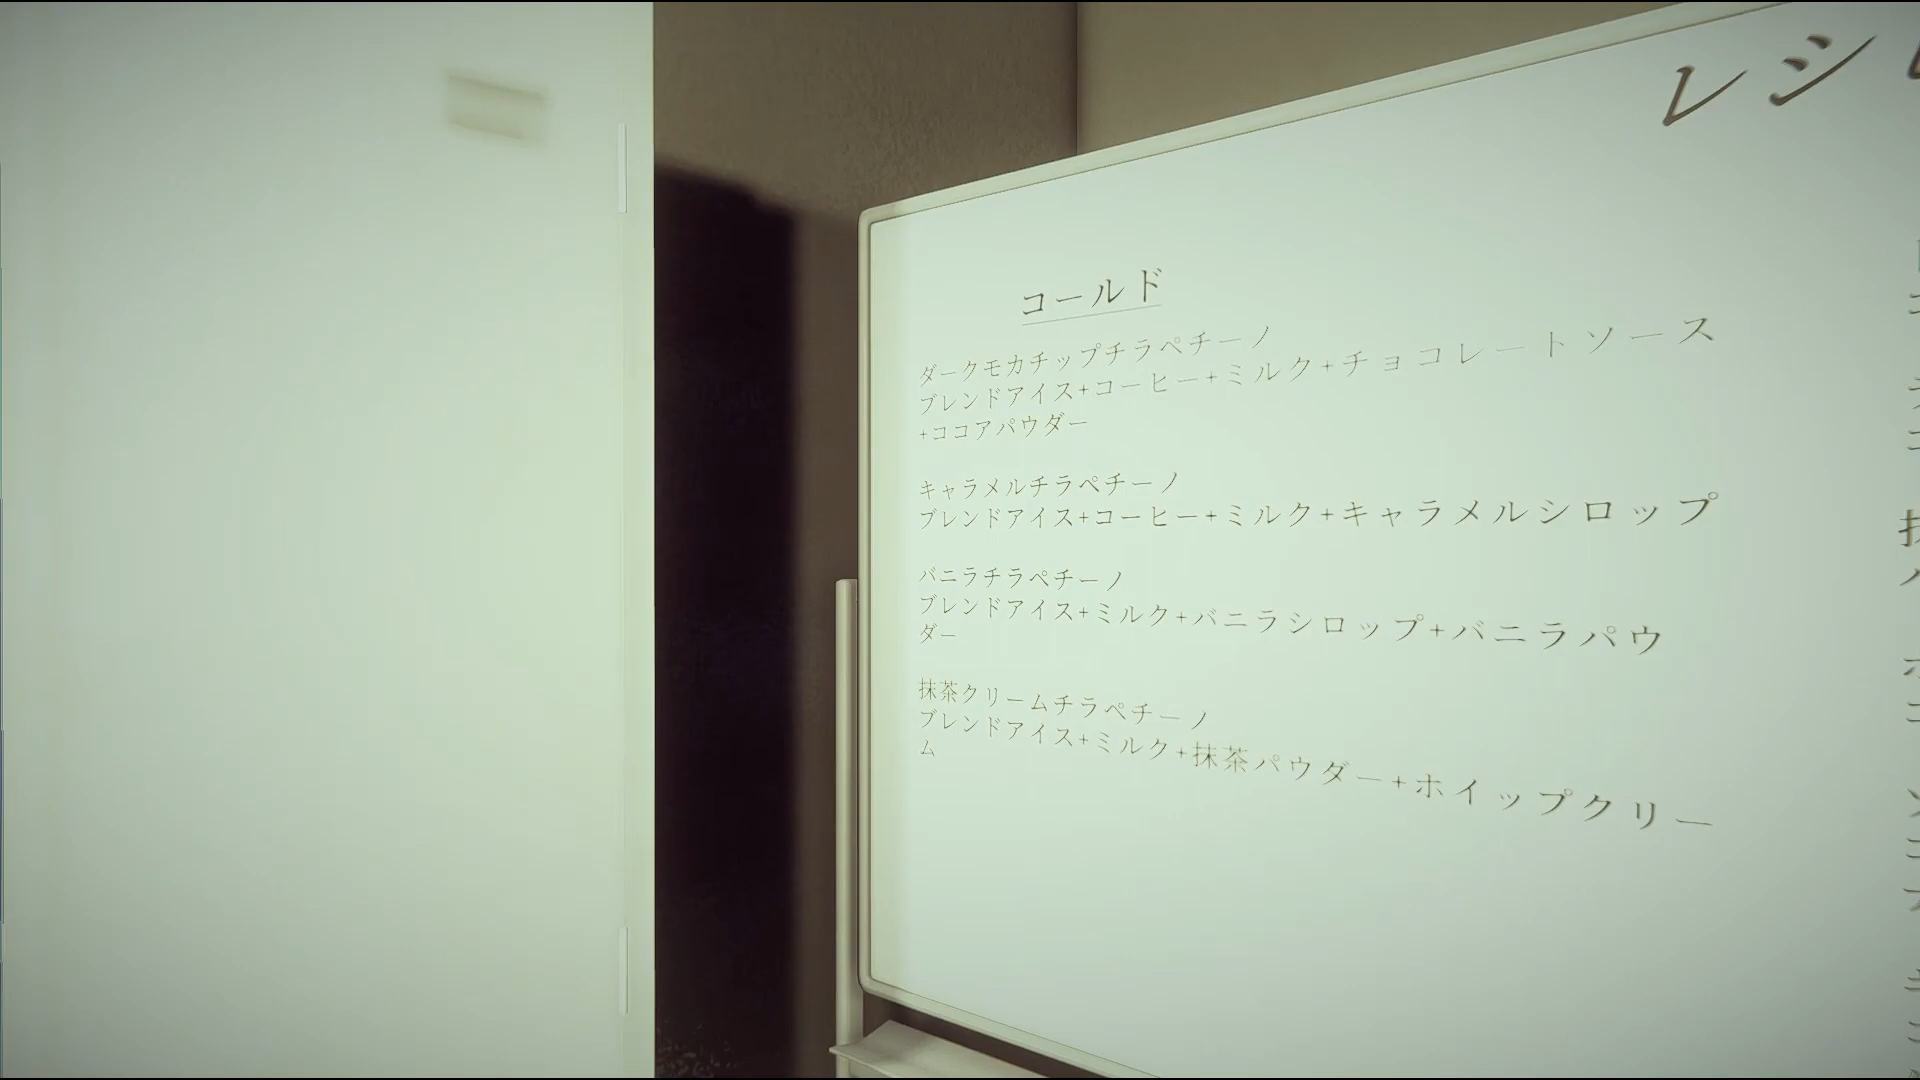 レシ
コールド
ダークモカチップチラペチーノ
ブレンドアイス+コーヒー+ミルク+チョコレートソース
+ココアパウダー
キャラメルチラペチーノ
ブレンドアイス+コーヒー+ミルク+キャラメルシロップ
バニラチラペチーノ
ブレンドアイス+ミルク+バニラシロップ+バニラパウ
ダー
抹茶クリームチラペチーノ
ブレンドアイス+ミルク+抹茶パウダー+ホイップクリー
ム